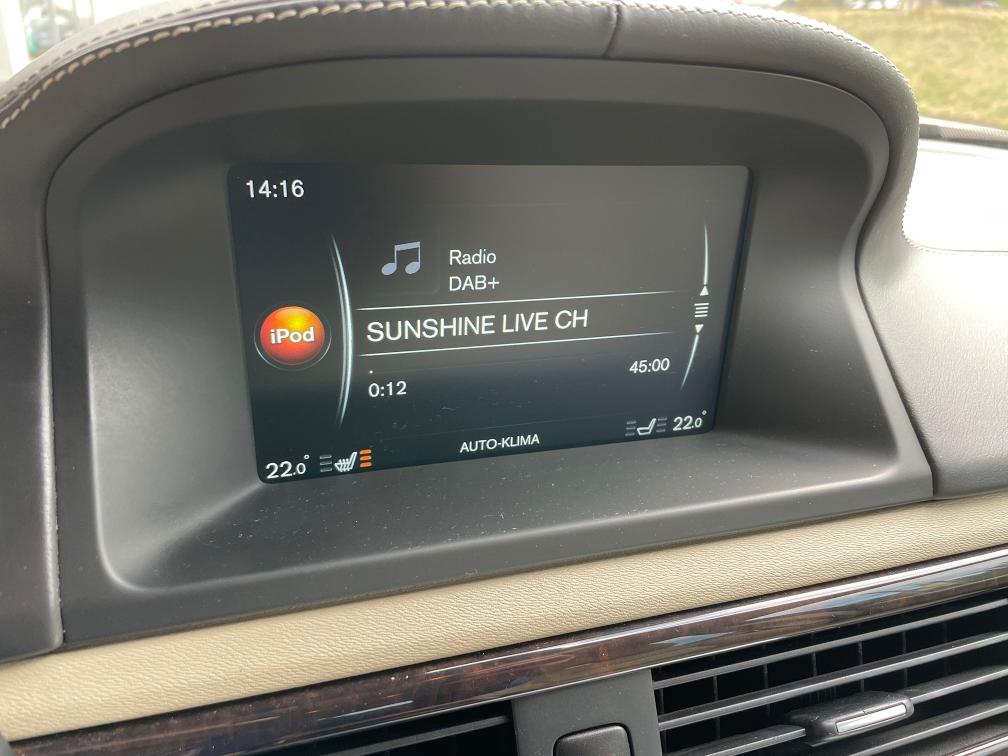 14:16
Radio
DAB+
iPod
SUNSHINE LIVE CH
0:12
45:00
AUTO-KLIMA
22.0°
22.0°